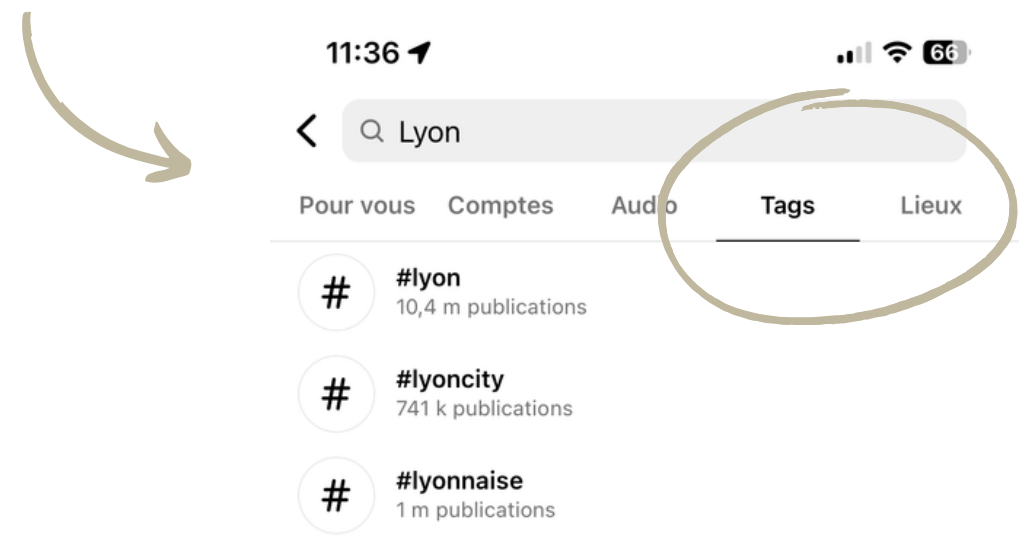 11:36
66
Lyon
Pour vous Comptes Audio Tags Lieux
#lyon
10,4 m publications
#lyoncity
741 k publications
#lyonnaise
1 m publications